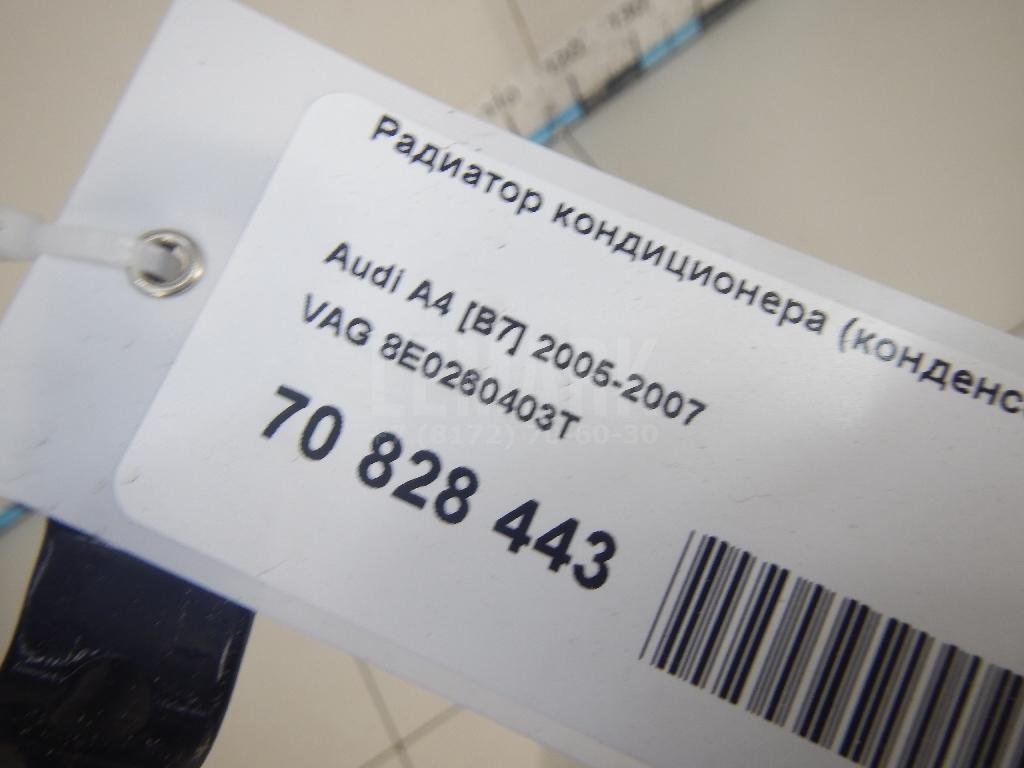 Радиатор кондиционера (конденс
Audi A4 [B7] 2005-2007
VAG 8E0260403T
70 828 443